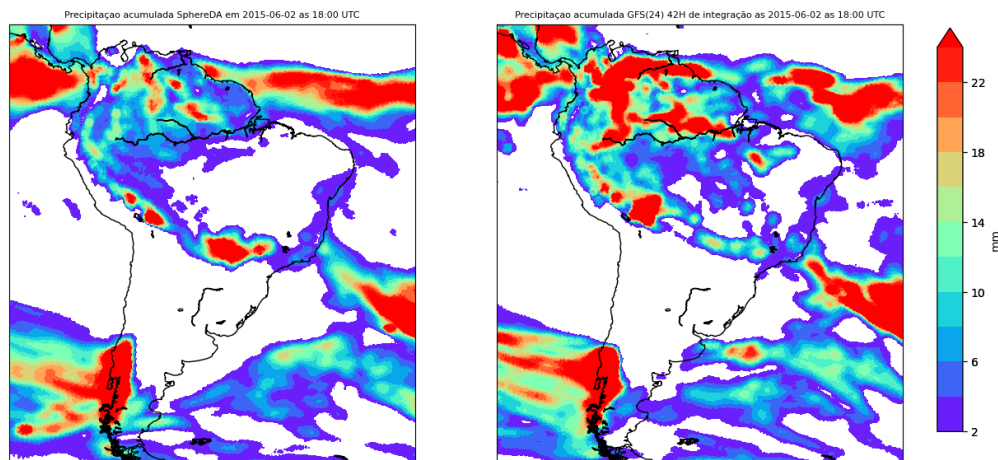 Precipitaçao acumulada SphereDA em 2015-06-02 as 18:00 UTC
Precipitaçao acumulada GFS(24) 42H de integração as 2015-06-02 as 18:00 UTC
22
18
14
10
6
2
mm